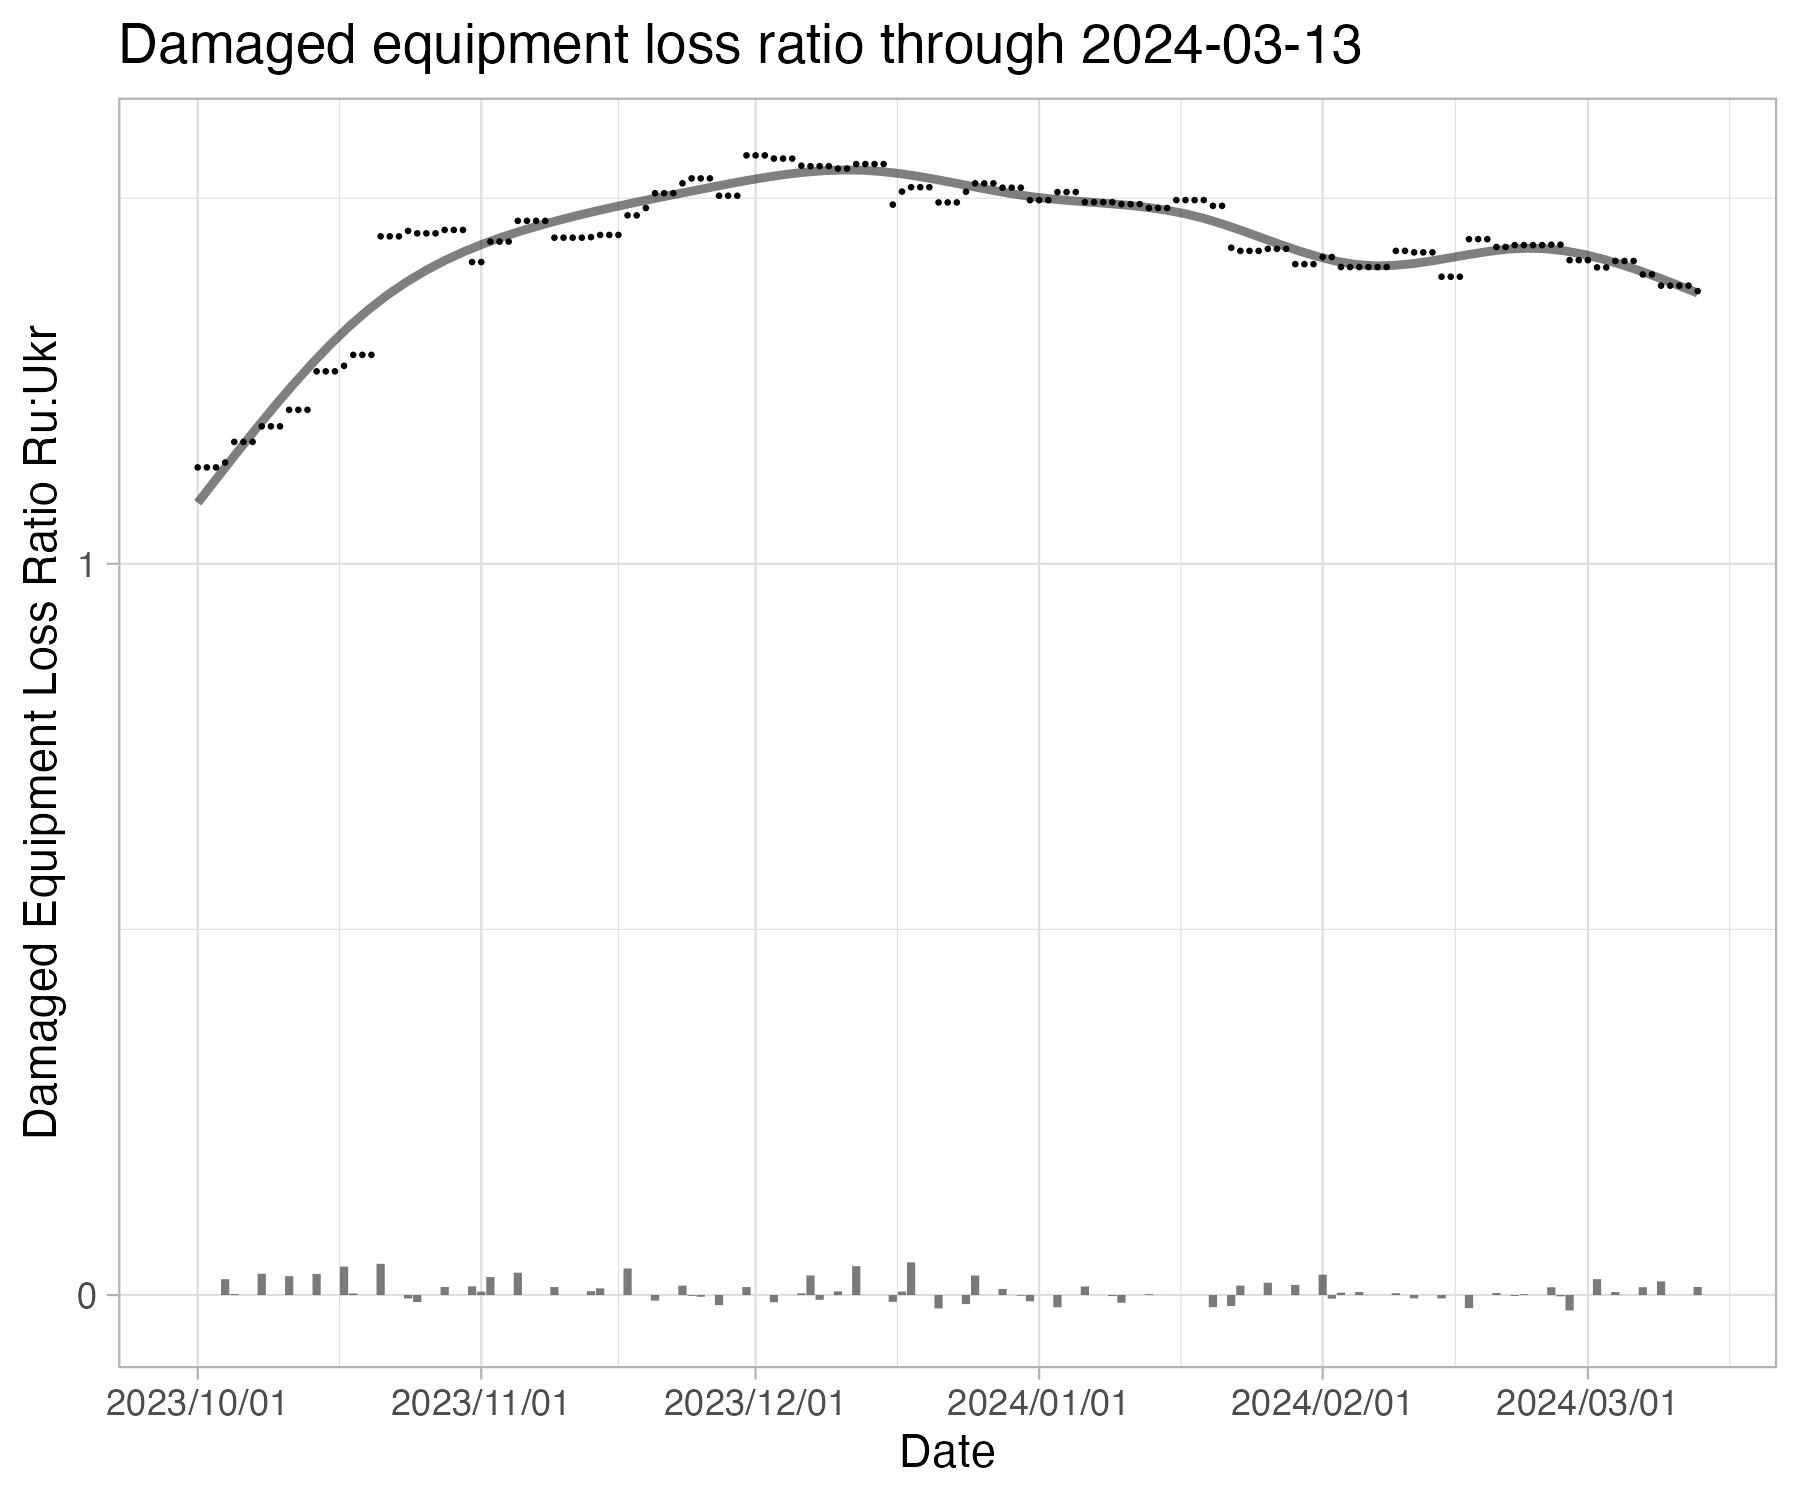 Damaged equipment loss ratio through 2024-03-13
Damaged Equipment Loss Ratio Ru:Ukr
1
0
2023/10/01 2023/11/01 2023/12/01 2024/01/01 2024/02/01 2024/03/01
Date